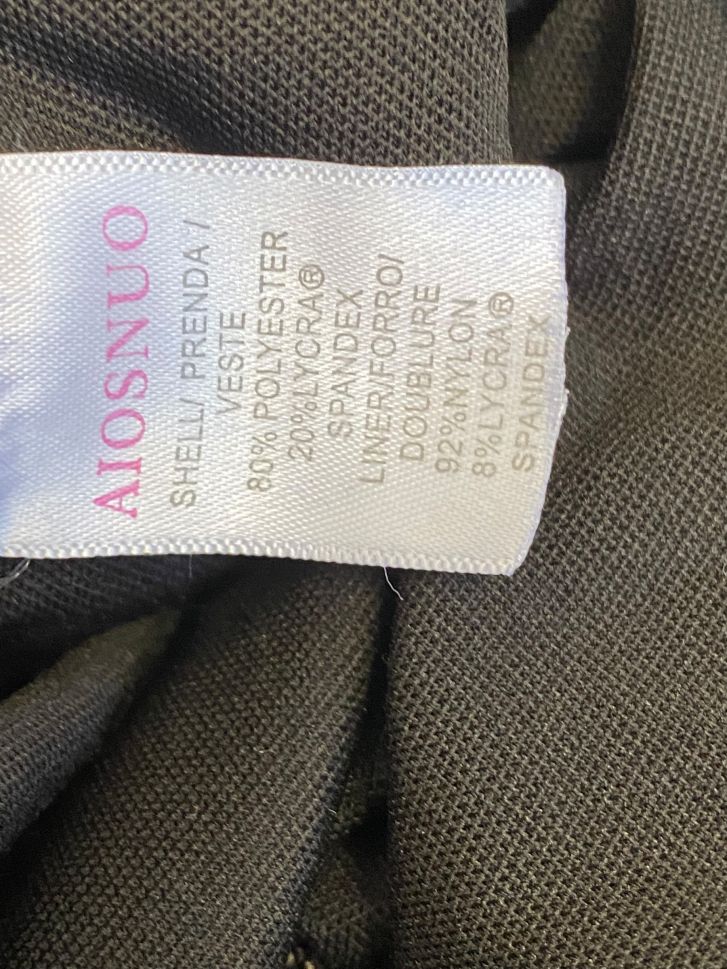 AIOSNUO
SHELL/ PRENDA /
VESTE
80% POLYESTER
20%LYCRA®
SPANDEX
LINER/FORRO/
DOUBLURE
92%NYLON
8%LYCRA®
SPANDEX